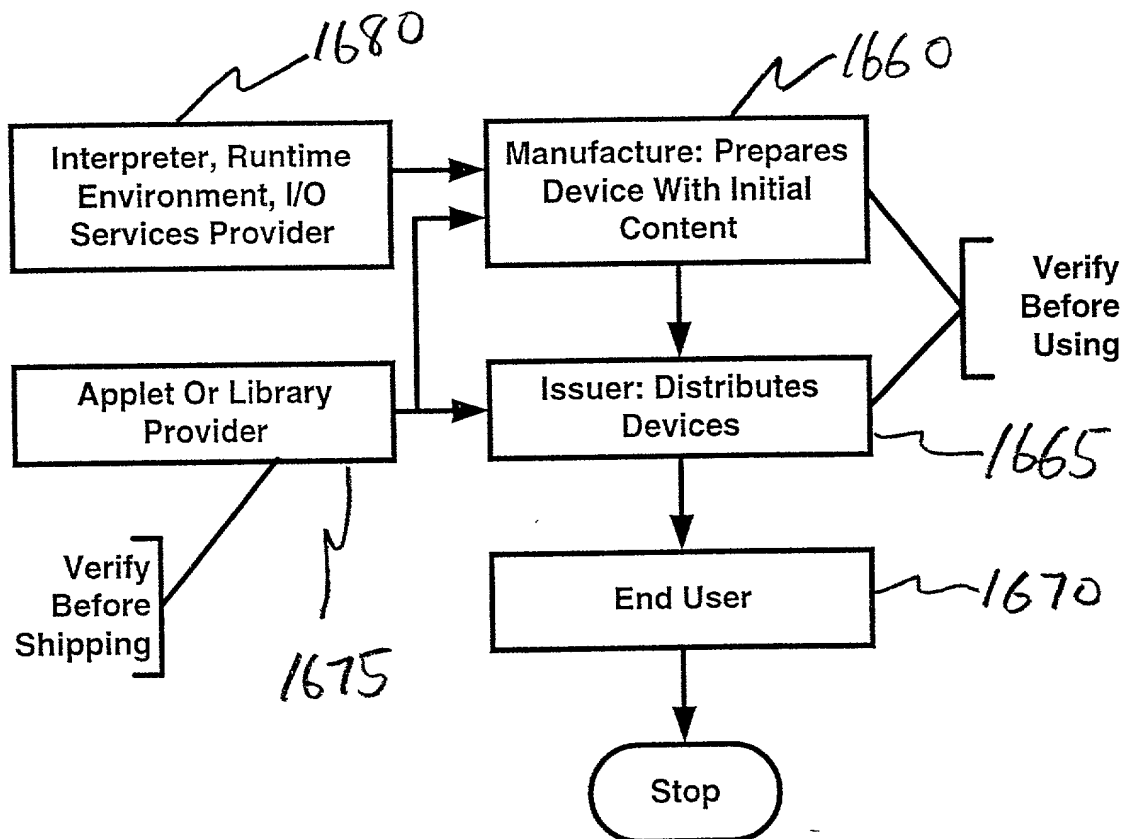 1680
1660
Interpreter, Runtime
Environment, I/O
Services Provider
Manufacture: Prepares
Device With Initial
Content
Verify
Before
Using
Applet Or Library
Provider
Issuer: Distributes
Devices
1665
Verify
Before
Shipping
1675
End User
1670
Stop